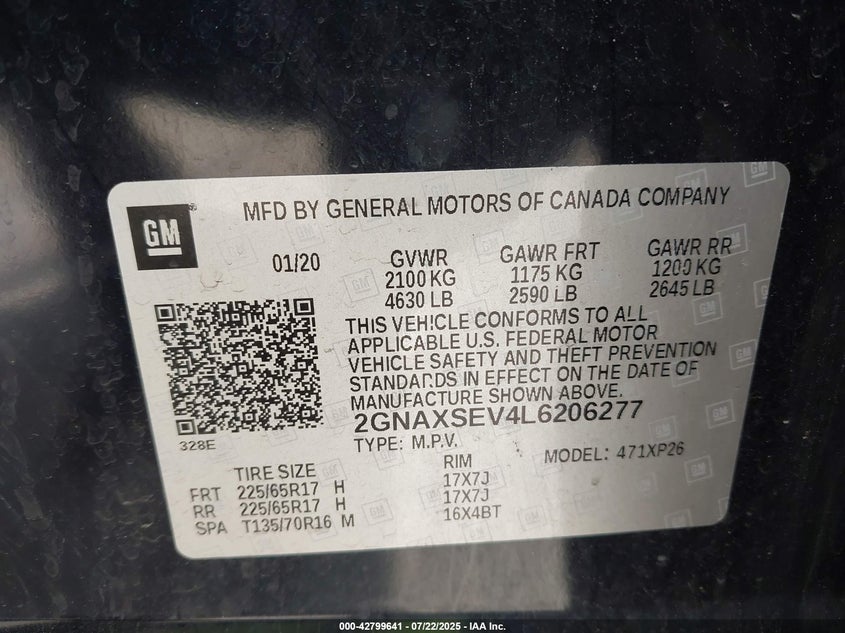 GM
MFD BY GENERAL MOTORS OF CANADA COMPANY
01/20
GVWR
2100 KG
4630 LB
GAWR FRT
1175 KG
2590 LB
GAWR RR
1200 KG
2645 LB
THIS VEHICLE CONFORMS TO ALL
APPLICABLE U.S. FEDERAL MOTOR
VEHICLE SAFETY AND THEFT PREVENTION
STANDARDS IN EFFECT ON THE DATE OF
MANUFACTURE SHOWN ABOVE.
2GNAXSEV4L6206277
328E
TYPE: M.P.V.
MODEL: 471XP26
TIRE SIZE
RIM
FRT 225/65R17 H 17X7J
RR 225/65R17 H 17X7J
SPA T135/70R16 M 16X4BT
000-42799641 - 07/22/2025 - IAA Inc.